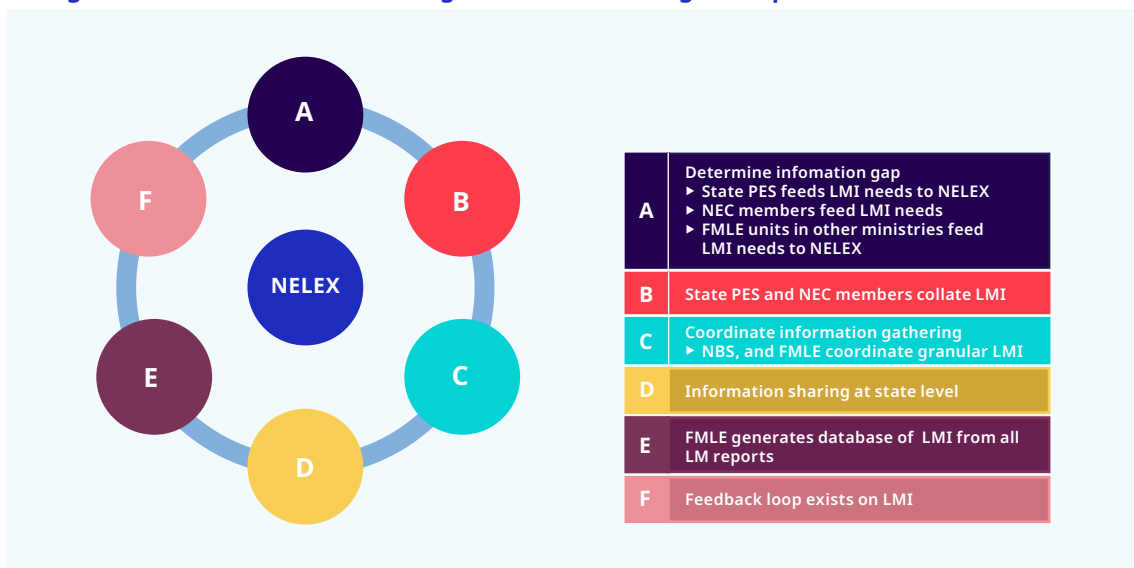 A
B
C
D
E
F
NELEX
A
Determine infomation gap
▶ State PES feeds LMI needs to NELEX
▶ NEC members feed LMI needs
▶ FMLE units in other ministries feed
LMI needs to NELEX
B
State PES and NEC members collate LMI
C
Coordinate information gathering
▶ NBS, and FMLE coordinate granular LMI
D
Information sharing at state level
E
FMLE generates database of LMI from all
LM reports
F
Feedback loop exists on LMI